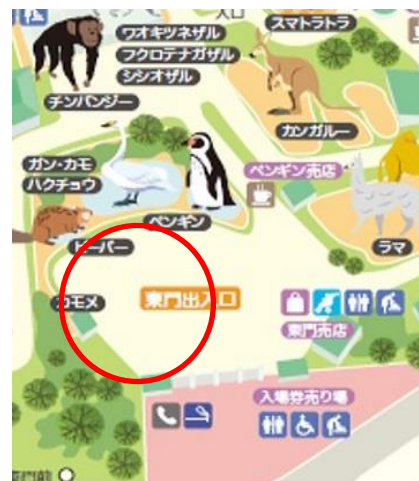 入口
スマトラトラ
ワオキツネザル
フクロテナガザル
シシオザル
チンパンジー
カンガルー
ガン・カモ
ハクチョウ
ペンギン売店
ペンギン
ビーバー
ラマ
カモメ
東門出入口
東門売店
入場券売り場
東門前